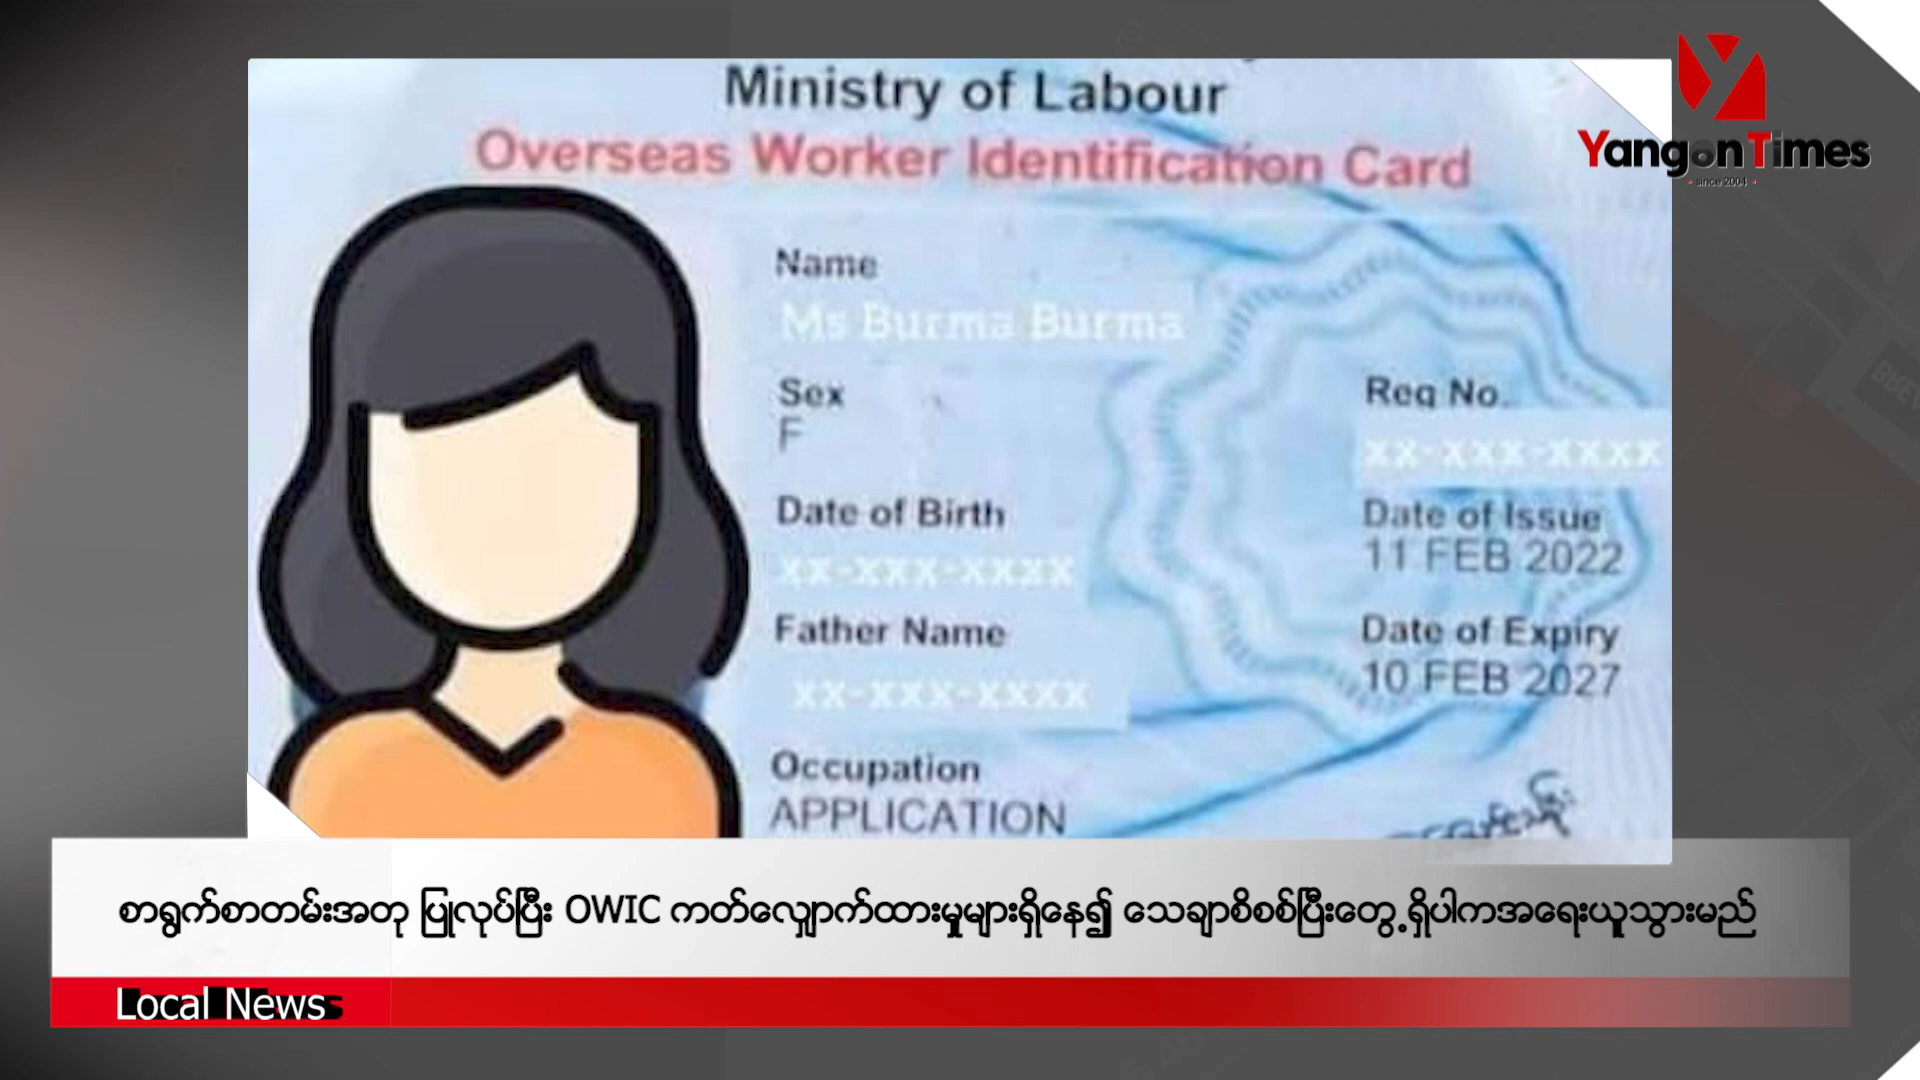 Ministry of Labour
Overseas Worker Identification Card
Yangon Times
• since 2004 •
Name
Ms Burma Burma
Sex
F
Reg No.
xx-xxx-xxxx
Date of Birth
xx-xxx-xxxx
Date of Issue
11 FEB 2022
Father Name
xx-xxx-xxxx
Date of Expiry
10 FEB 2027
Occupation
APPLICATION
စာရွက်စာတမ်းအတု ပြုလုပ်ပြီး OWIC ကတ်လျှောက်ထားမှုများရှိနေ၍ သေချာစိစစ်ပြီးတွေ့ရှိပါကအရေးယူသွားမည်
Local News